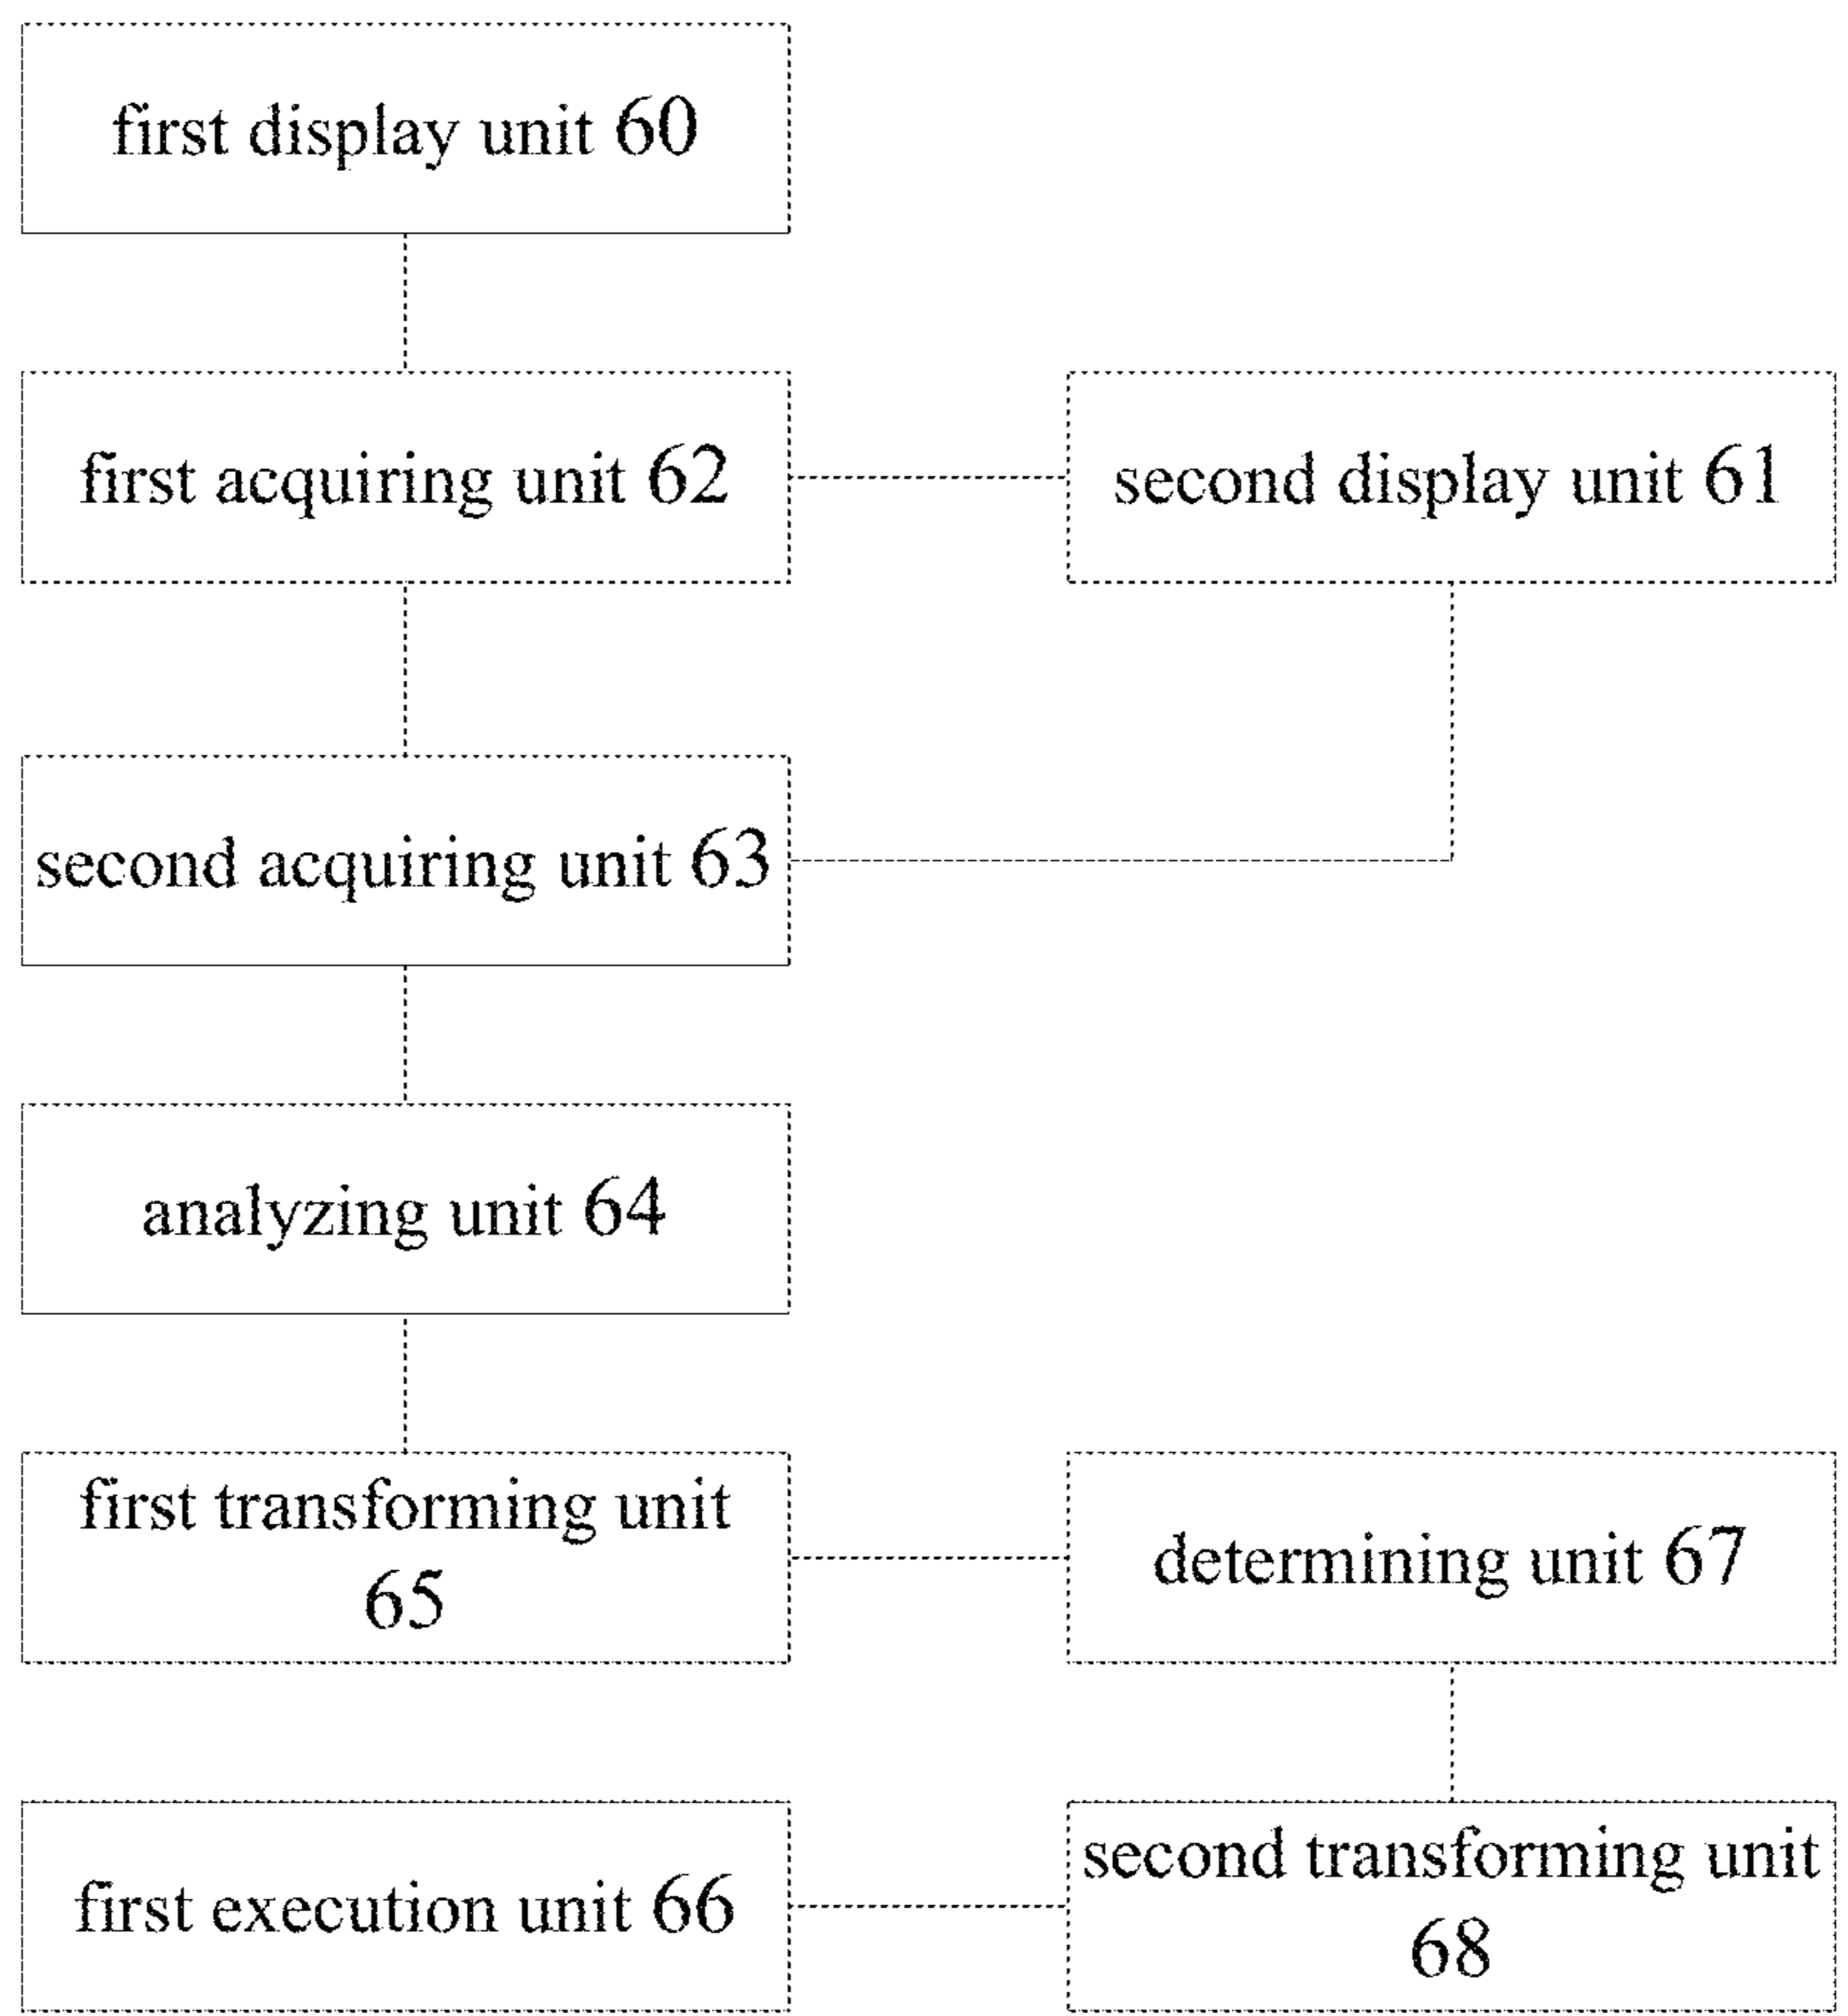 first display unit 60
first acquiring unit 62
second display unit 61
second acquiring unit 63
analyzing unit 64
first transforming unit
65
determining unit 67
first execution unit 66
second transforming unit
68